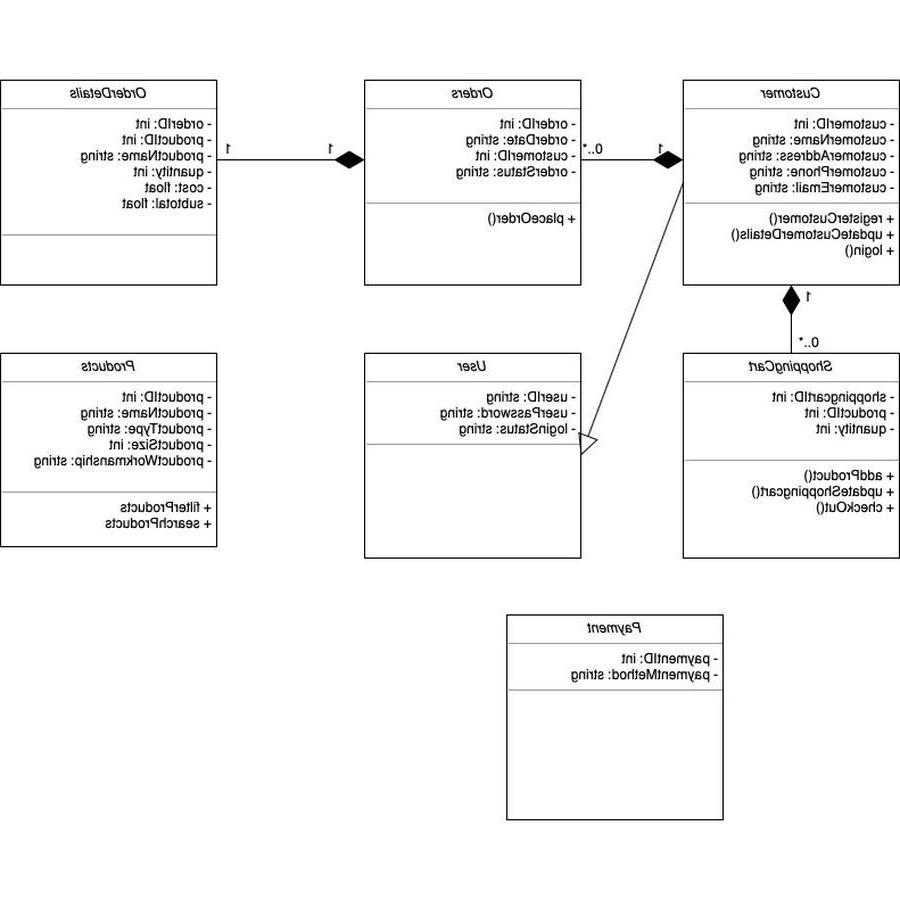 Customer
- customerID: int
- customerName: string
- customerAddress: string
- customerPhone: string
- customerEmail: string
+ registerCustomer()
+ updateCustomerDetails()
+ login()
1
0..*
1
Orders
- orderID: int
- orderDate: string
- customerID: int
- orderStatus: string
+ placeOrder()
1
1
OrderDetails
- orderID: int
- productID: int
- productName: string
- quantity: int
- cost: float
- subtotal: float
1
0..*
ShoppingCart
- shoppingcartID: int
- productID: int
- quantity: int
+ addProduct()
+ updateShoppingcart()
+ checkOut()
User
- userID: string
- userPassword: string
- loginStatus: string
Products
- productID: int
- productName: string
- productType: string
- productSize: int
- productWorkmanship: string
+ filterProducts
+ searchProducts
Payment
- paymentID: int
- paymentMethod: string